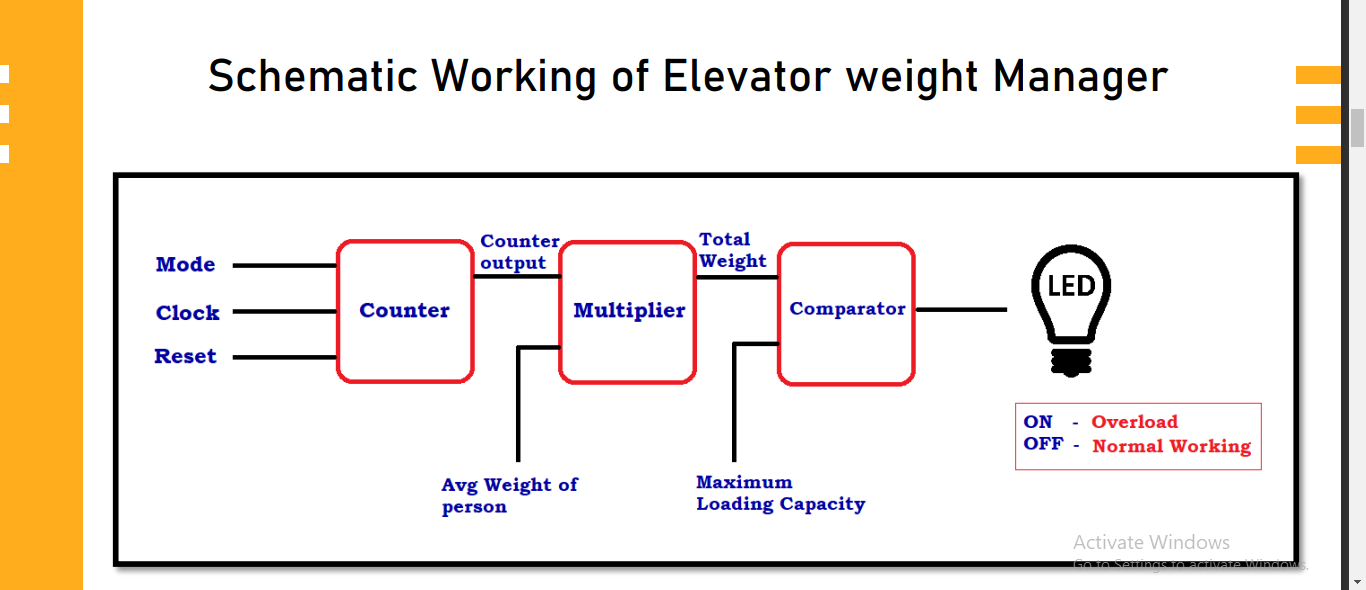 Schematic Working of Elevator weight Manager
Mode
Clock
Reset
Counter
Counter
output
Multiplier
Avg Weight of
person
Total
Weight
Comparator
Maximum
Loading Capacity
LED
ON - Overload
OFF - Normal Working
Activate Windows
Go to Settings to activate Windows.